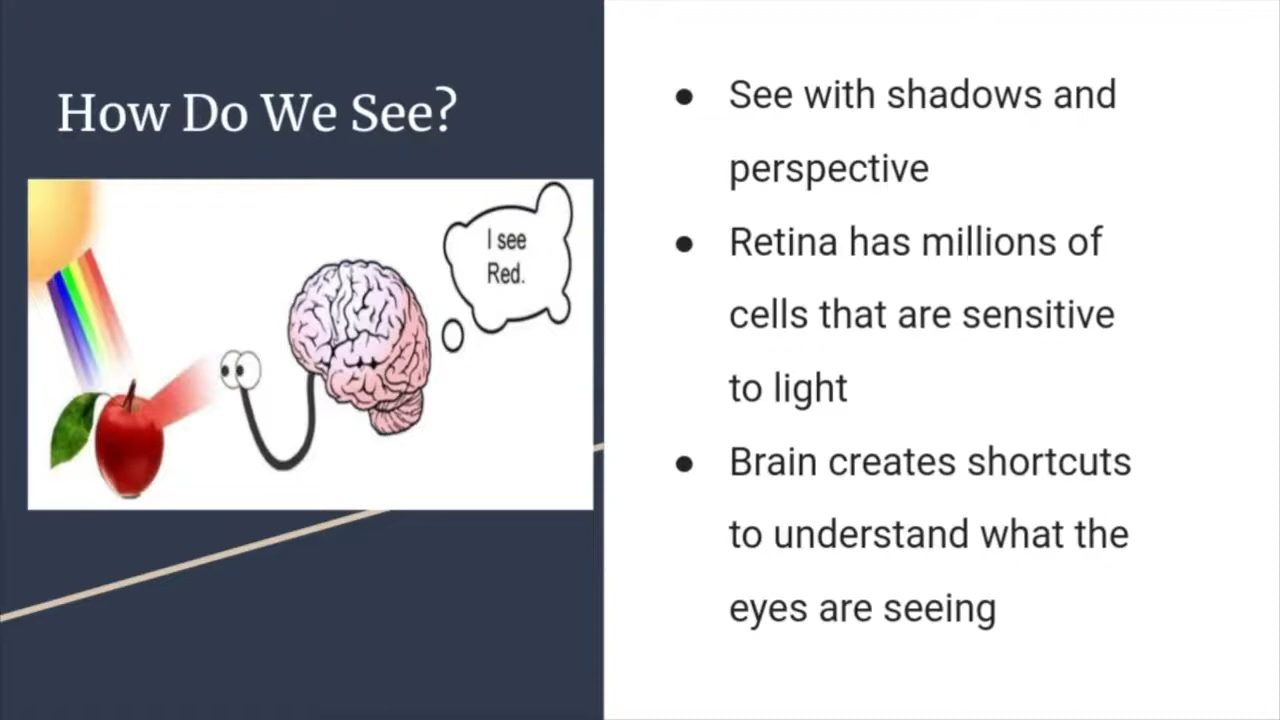 How Do We See?
I see
Red.
● See with shadows and
perspective
● Retina has millions of
cells that are sensitive
to light
● Brain creates shortcuts
to understand what the
eyes are seeing